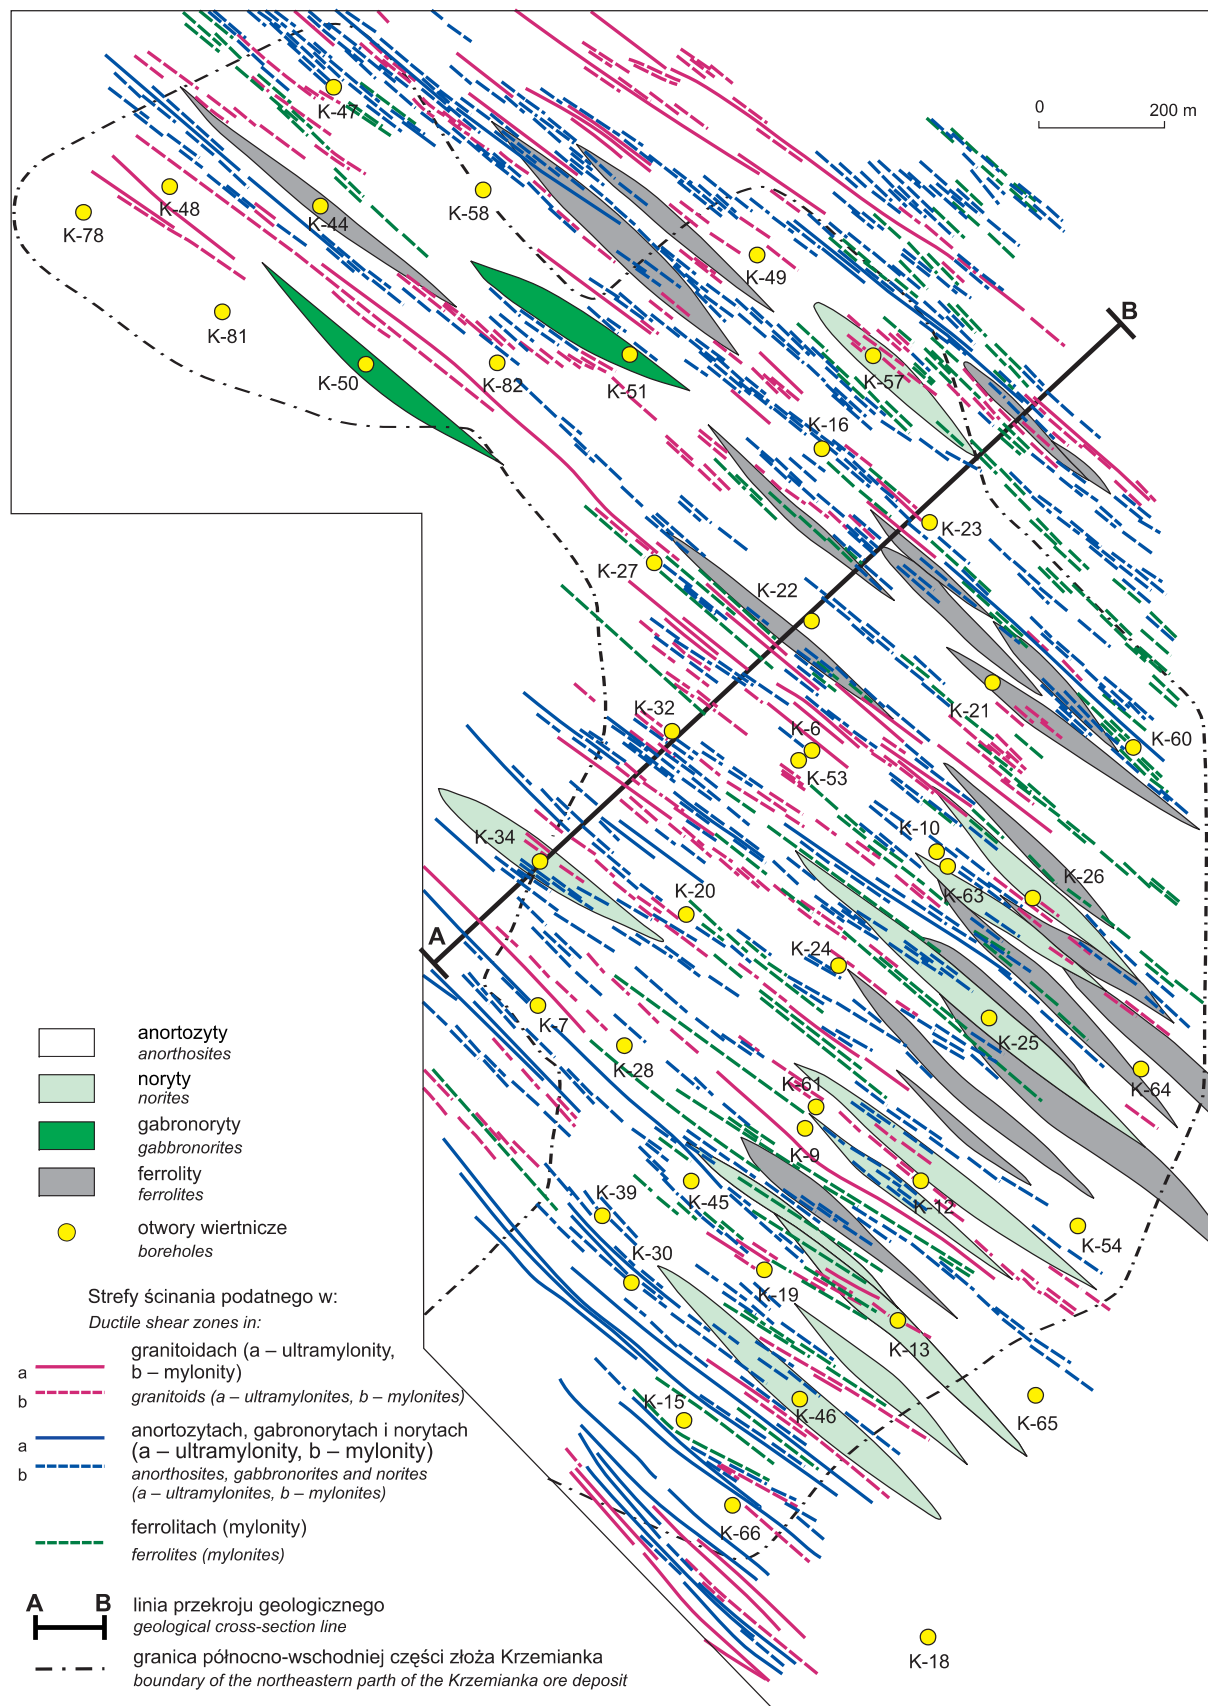 K-47
0
200 m
K-48
K-44
K-58
K-78
K-49
K-81
B
K-50
K-82
K-51
K-57
K-16
K-23
K-27
K-22
K-21
K-32
K-6
K-60
K-53
K-34
K-10
K-63
K-26
K-20
A
K-24
K-7
K-25
K-28
K-61
K-64
K-9
K-39
K-45
K-12
K-54
K-30
K-19
K-13
K-15
K-46
K-65
K-66
K-18
anortozyty
anorthosites
noryty
norites
gabronoryty
gabbronorites
ferrolity
ferrolites
otwory wiertnicze
boreholes
Strefy ścinania podatnego w:
Ductile shear zones in:
granitoidach (a – ultramylonity,
a b – mylonity)
b granitoids (a – ultramylonites, b – mylonites)
anortozytach, gabronorytach i norytach
a (a – ultramylonity, b – mylonity)
b anorthosites, gabbronorites and norites
(a – ultramylonites, b – mylonites)
ferrolitach (mylonity)
ferrolites (mylonites)
A B linia przekroju geologicznego
geological cross-section line
granica północno-wschodniej części złoża Krzemianka
boundary of the northeastern parth of the Krzemianka ore deposit